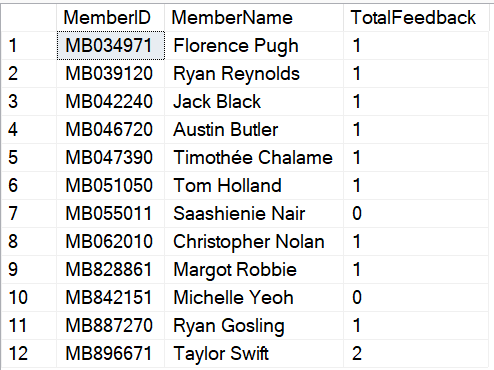 MemberID MemberName TotalFeedback
1 MB034971 Florence Pugh 1
2 MB039120 Ryan Reynolds 1
3 MB042240 Jack Black 1
4 MB046720 Austin Butler 1
5 MB047390 Timothée Chalame 1
6 MB051050 Tom Holland 1
7 MB055011 Saashienie Nair 0
8 MB062010 Christopher Nolan 1
9 MB828861 Margot Robbie 1
10 MB842151 Michelle Yeoh 0
11 MB887270 Ryan Gosling 1
12 MB896671 Taylor Swift 2